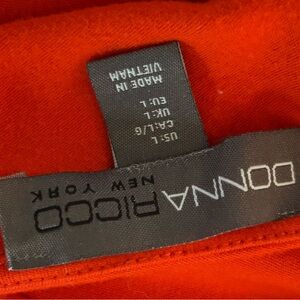 DONNA RICCO
NEW YORK
US: L
CA: L/G
UK: L
EU: L
MADE IN
VIETNAM